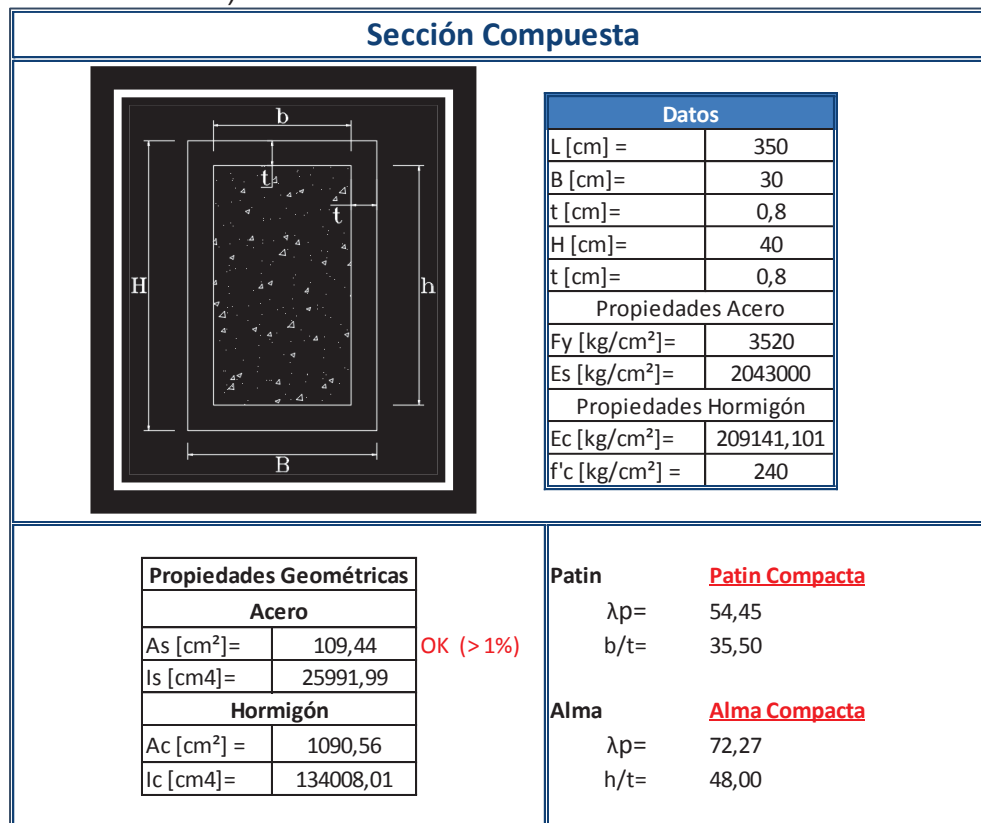 Sección Compuesta
b
t
t
H
h
B
Datos
L [cm] = 350
B [cm]= 30
t [cm]= 0,8
H [cm]= 40
t [cm]= 0,8
Propiedades Acero
Fy [kg/cm²]= 3520
Es [kg/cm²]= 2043000
Propiedades Hormigón
Ec [kg/cm²]= 209141,101
f'c [kg/cm²] = 240
Propiedades Geométricas
Acero
As [cm²]= 109,44 OK (> 1%)
Is [cm4]= 25991,99
Hormigón
Ac [cm²] = 1090,56
Ic [cm4]= 134008,01
Patin Patin Compacta
λp= 54,45
b/t= 35,50
Alma Alma Compacta
λp= 72,27
h/t= 48,00